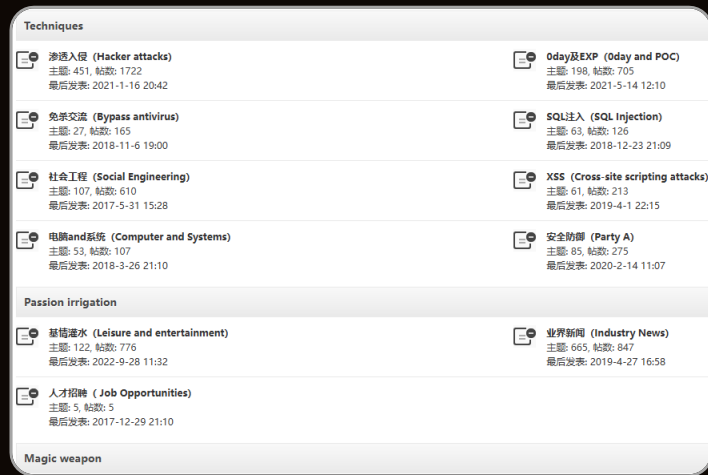 Techniques
渗透入侵（Hacker attacks)
主题: 451, 帖数: 1722
最后发表: 2021-1-16 20:42
0day及EXP（0day and POC）
主题: 198, 帖数: 705
最后发表: 2021-5-14 12:10
免杀交流（Bypass antivirus)
主题: 27, 帖数: 165
最后发表: 2018-11-6 19:00
SQL注入（SQL Injection）
主题: 63, 帖数: 126
最后发表: 2018-12-23 21:09
社会工程（Social Engineering)
主题: 107, 帖数: 610
最后发表: 2017-5-31 15:28
XSS（Cross-site scripting attacks)
主题: 61, 帖数: 213
最后发表: 2019-4-1 22:15
电脑and系统（Computer and Systems)
主题: 53, 帖数: 107
最后发表: 2018-3-26 21:10
安全防御（Party A）
主题: 85, 帖数: 275
最后发表: 2020-2-14 11:07
Passion irrigation
基情灌水（Leisure and entertainment)
主题: 122, 帖数: 776
最后发表: 2022-9-28 11:32
业界新闻（Industry News)
主题: 665, 帖数: 847
最后发表: 2019-4-27 16:58
人才招聘（ Job Opportunities)
主题: 5, 帖数: 5
最后发表: 2017-12-29 21:10
Magic weapon